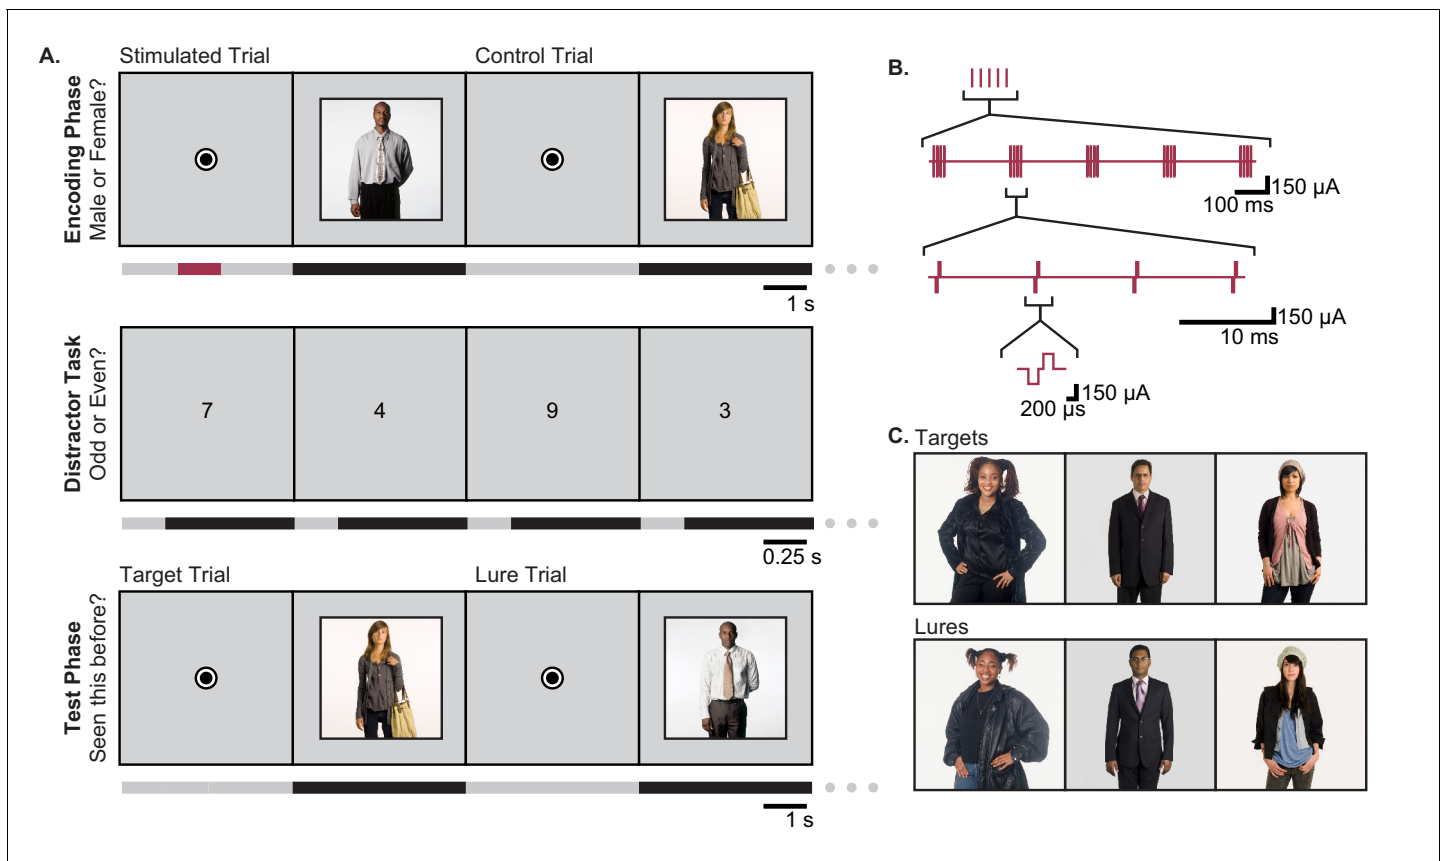 A.
Stimulated Trial
Control Trial
Encoding Phase
Male or Female?
1 s
Distractor Task
Odd or Even?
7
4
9
3
0.25 s
Target Trial
Lure Trial
Test Phase
Seen this before?
1 s
B.
150 µA
100 ms
150 µA
10 ms
150 µA
200 µs
C. Targets
Lures